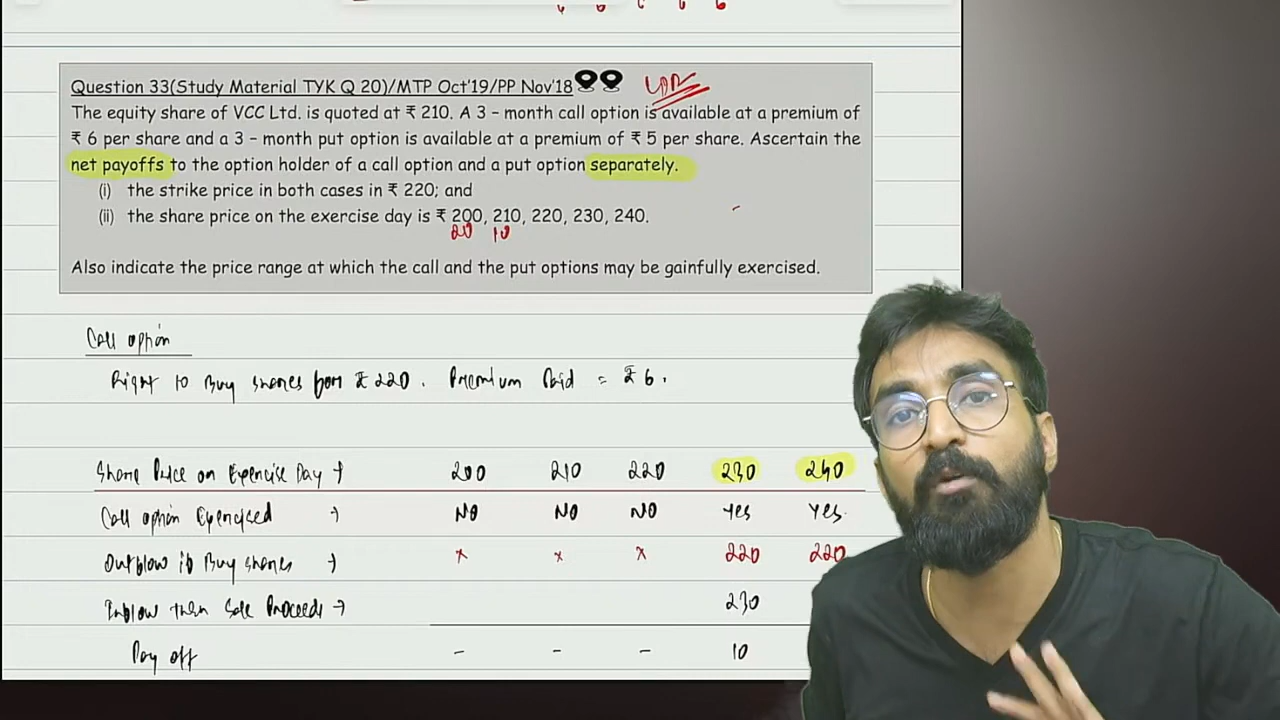 Question 33(Study Material TYK Q 20)/MTP Oct'19/PP Nov'18
The equity share of VCC Ltd. is quoted at ₹ 210. A 3 – month call option is available at a premium of
₹ 6 per share and a 3 – month put option is available at a premium of ₹ 5 per share. Ascertain the
net payoffs to the option holder of a call option and a put option separately.
(i) the strike price in both cases in ₹ 220; and
(ii) the share price on the exercise day is ₹ 200, 210, 220, 230, 240.
20 10
Also indicate the price range at which the call and the put options may be gainfully exercised.
Call option
Right to Buy shares for ₹ 220. Premium Paid = ₹ 6.
Share Price on Exercise Day → 200 210 220 230 240
Call option Exercised → NO NO NO Yes Yes.
Outflow to Buy shares → × × × 220 220
Inflow then Sale Proceeds → 230
Pay off - - - 10